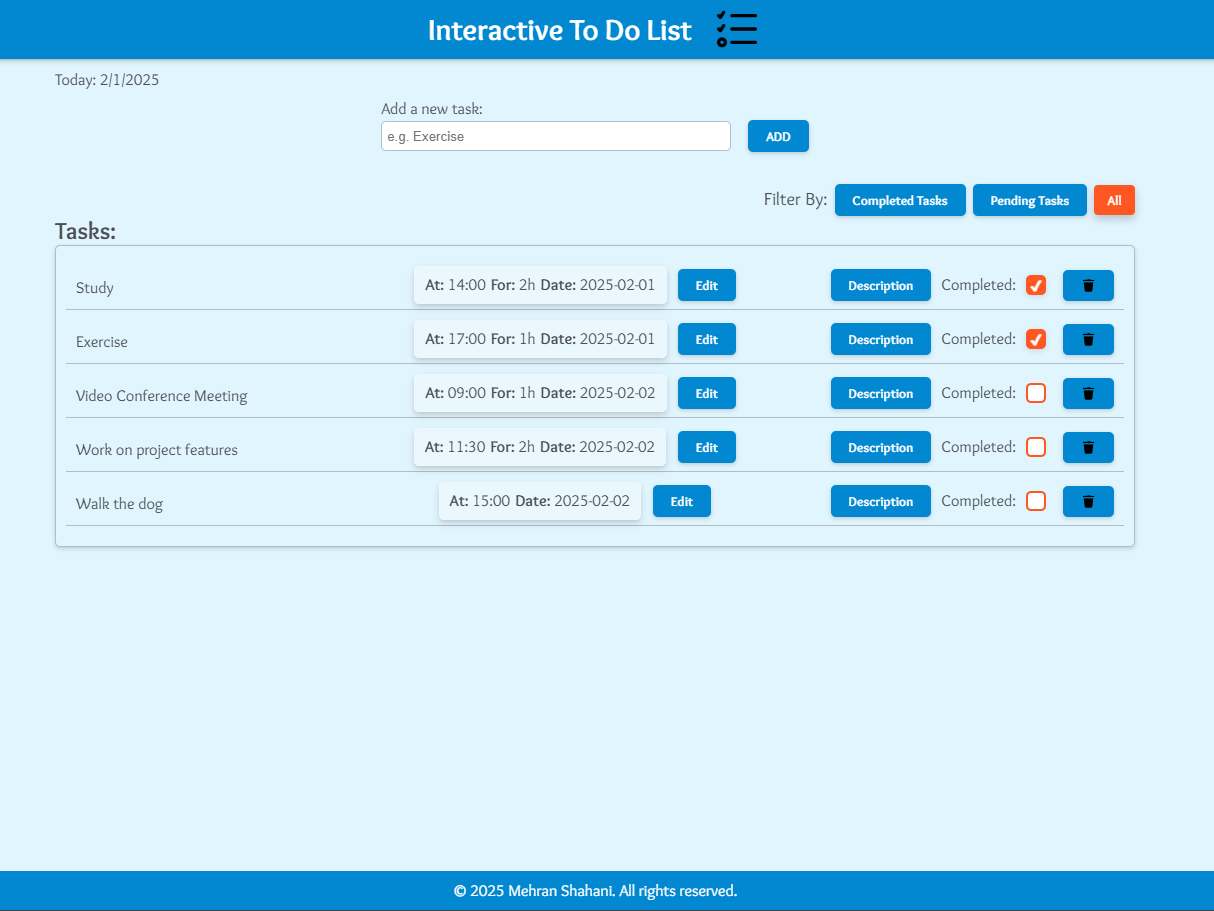 Interactive To Do List
Today: 2/1/2025
Add a new task:
e.g. Exercise ADD
Filter By: Completed Tasks Pending Tasks All
Tasks:
Study At: 14:00 For: 2h Date: 2025-02-01 Edit Description Completed:
Exercise At: 17:00 For: 1h Date: 2025-02-01 Edit Description Completed:
Video Conference Meeting At: 09:00 For: 1h Date: 2025-02-02 Edit Description Completed:
Work on project features At: 11:30 For: 2h Date: 2025-02-02 Edit Description Completed:
Walk the dog At: 15:00 Date: 2025-02-02 Edit Description Completed:
© 2025 Mehran Shahani. All rights reserved.